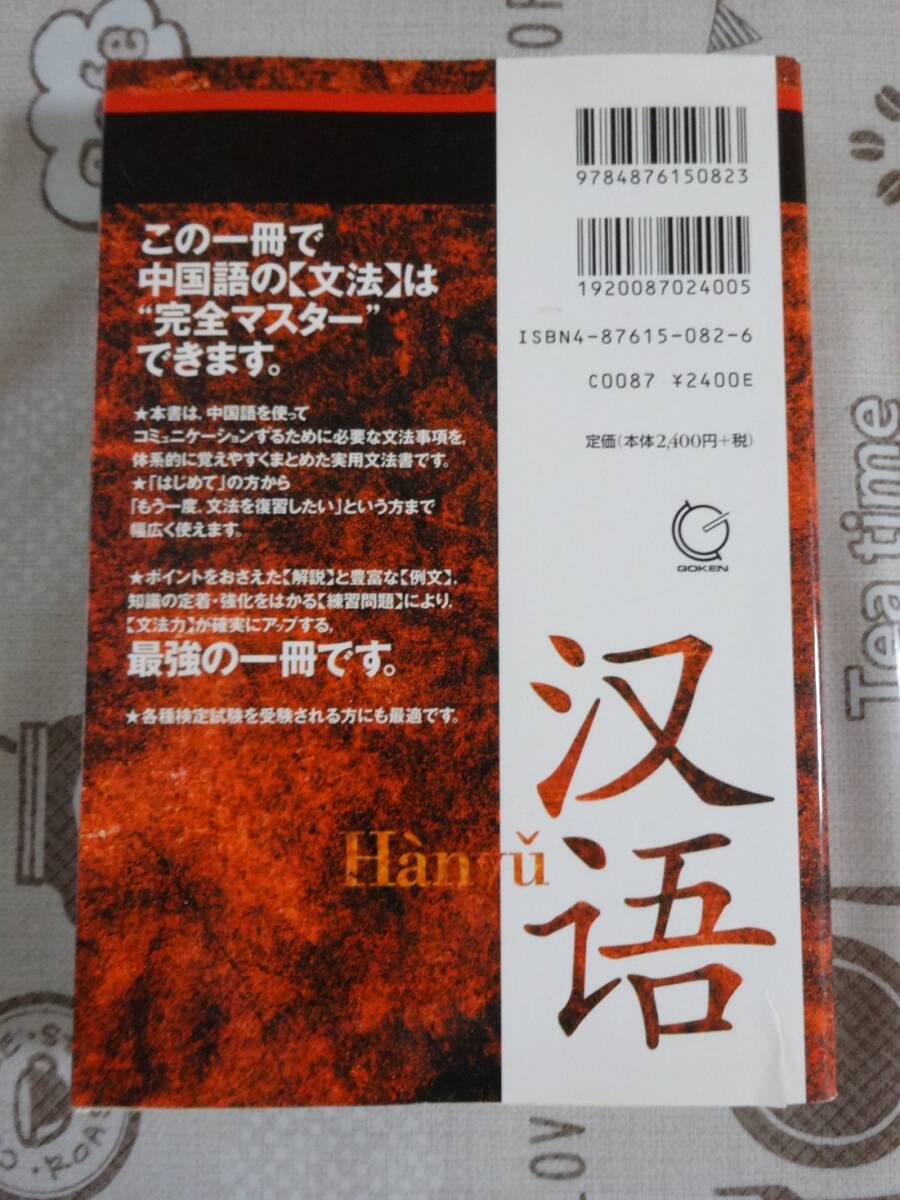 この一冊で
中国語の【文法】は
“完全マスター”
できます。
★本書は、中国語を使って
コミュニケーションするために必要な文法事項を、
体系的に覚えやすくまとめた実用文法書です。
★「はじめて」の方から
「もう一度、文法を復習したい」という方まで
幅広く使えます。
★ポイントをおさえた【解説】と豊富な【例文】、
知識の定着・強化をはかる【練習問題】により、
【文法力】が確実にアップする、
最強の一冊です。
★各種検定試験を受験される方にも最適です。
Hànyǔ
9784876150823
1920087024005
ISBN4-87615-082-6
C0087 ¥2400E
定価(本体2,400円+税)
GOKEN
汉
语
Tea time